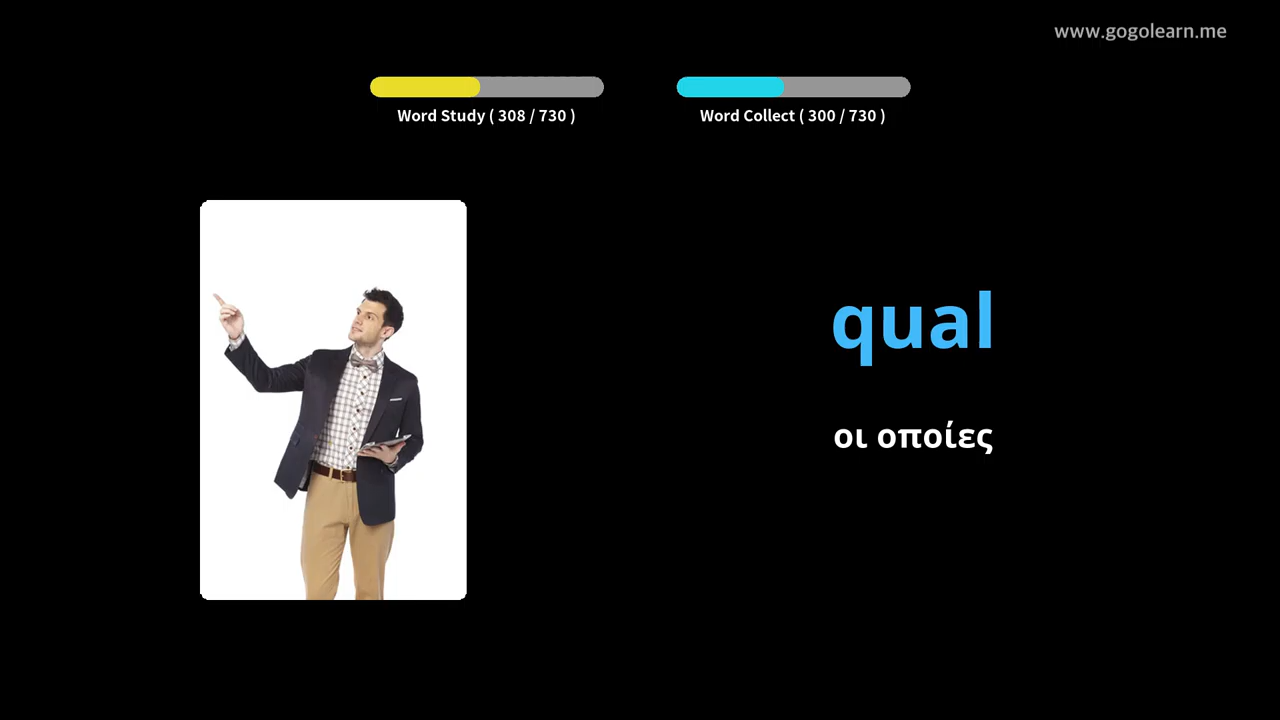 www.gogolearn.me
Word Study ( 308 / 730 )
Word Collect ( 300 / 730 )
qual
οι οποίες